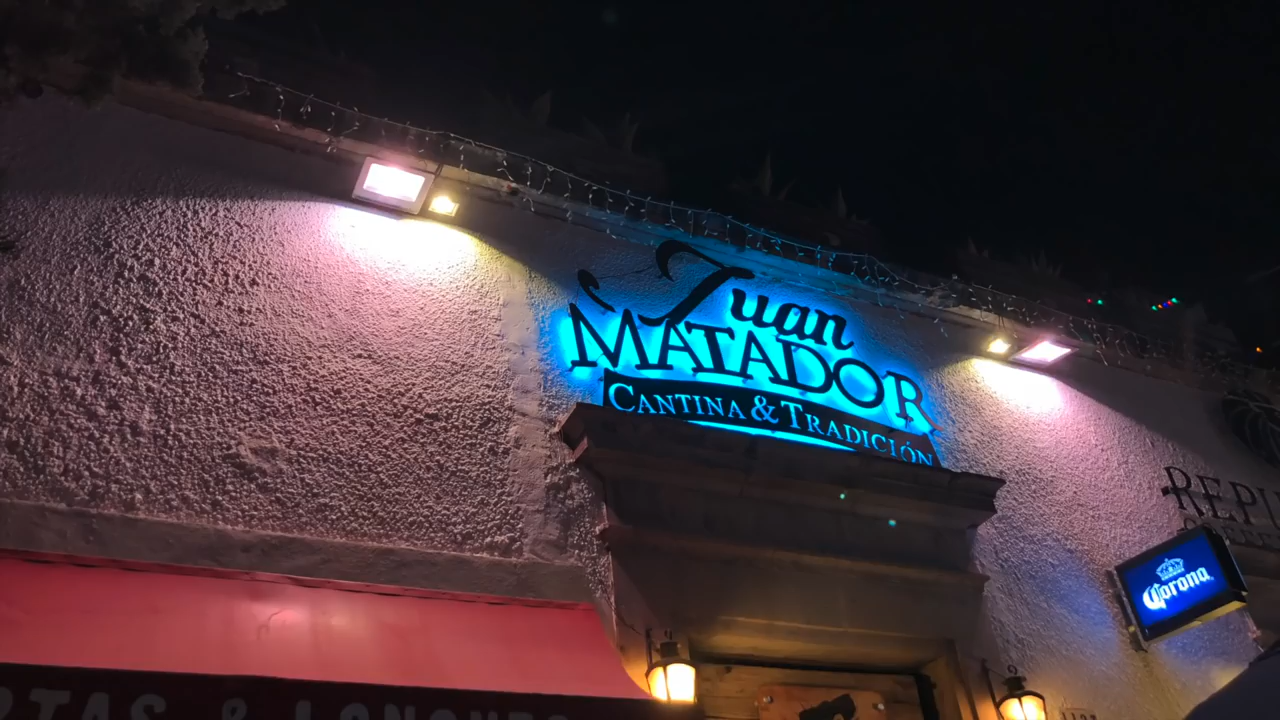 Juan
MATADOR
CANTINA & TRADICIÓN
Corona
&